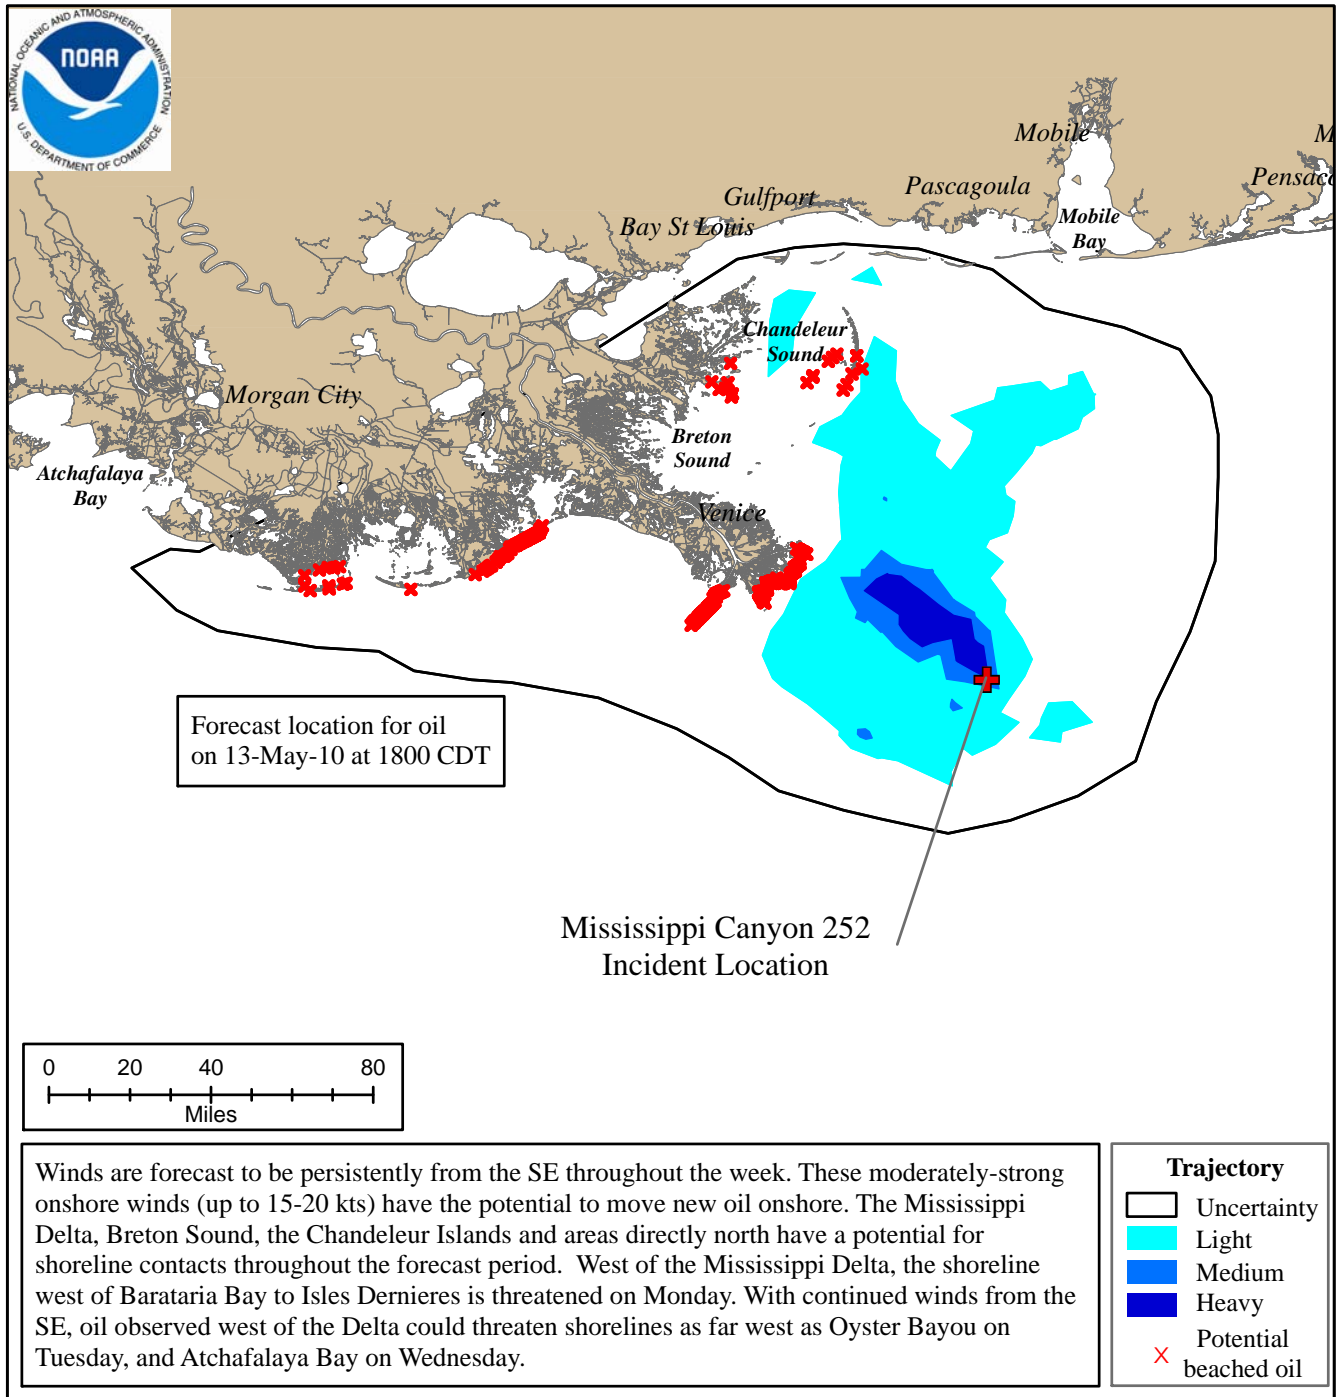 NATIONAL OCEANIC AND ATMOSPHERIC ADMINISTRATION
NOAA
U.S. DEPARTMENT OF COMMERCE
Mobile
M
Pensaco
Pascagoula
Gulfport
Bay St Louis
Mobile
Bay
Chandeleur
Sound
Morgan City
Breton
Sound
Atchafalaya
Bay
Venice
Forecast location for oil
on 13-May-10 at 1800 CDT
Mississippi Canyon 252
Incident Location
0 20 40 80
Miles
Winds are forecast to be persistently from the SE throughout the week. These moderately-strong
onshore winds (up to 15-20 kts) have the potential to move new oil onshore. The Mississippi
Delta, Breton Sound, the Chandeleur Islands and areas directly north have a potential for
shoreline contacts throughout the forecast period. West of the Mississippi Delta, the shoreline
west of Barataria Bay to Isles Dernieres is threatened on Monday. With continued winds from the
SE, oil observed west of the Delta could threaten shorelines as far west as Oyster Bayou on
Tuesday, and Atchafalaya Bay on Wednesday.
Trajectory
Uncertainty
Light
Medium
Heavy
Potential
beached oil